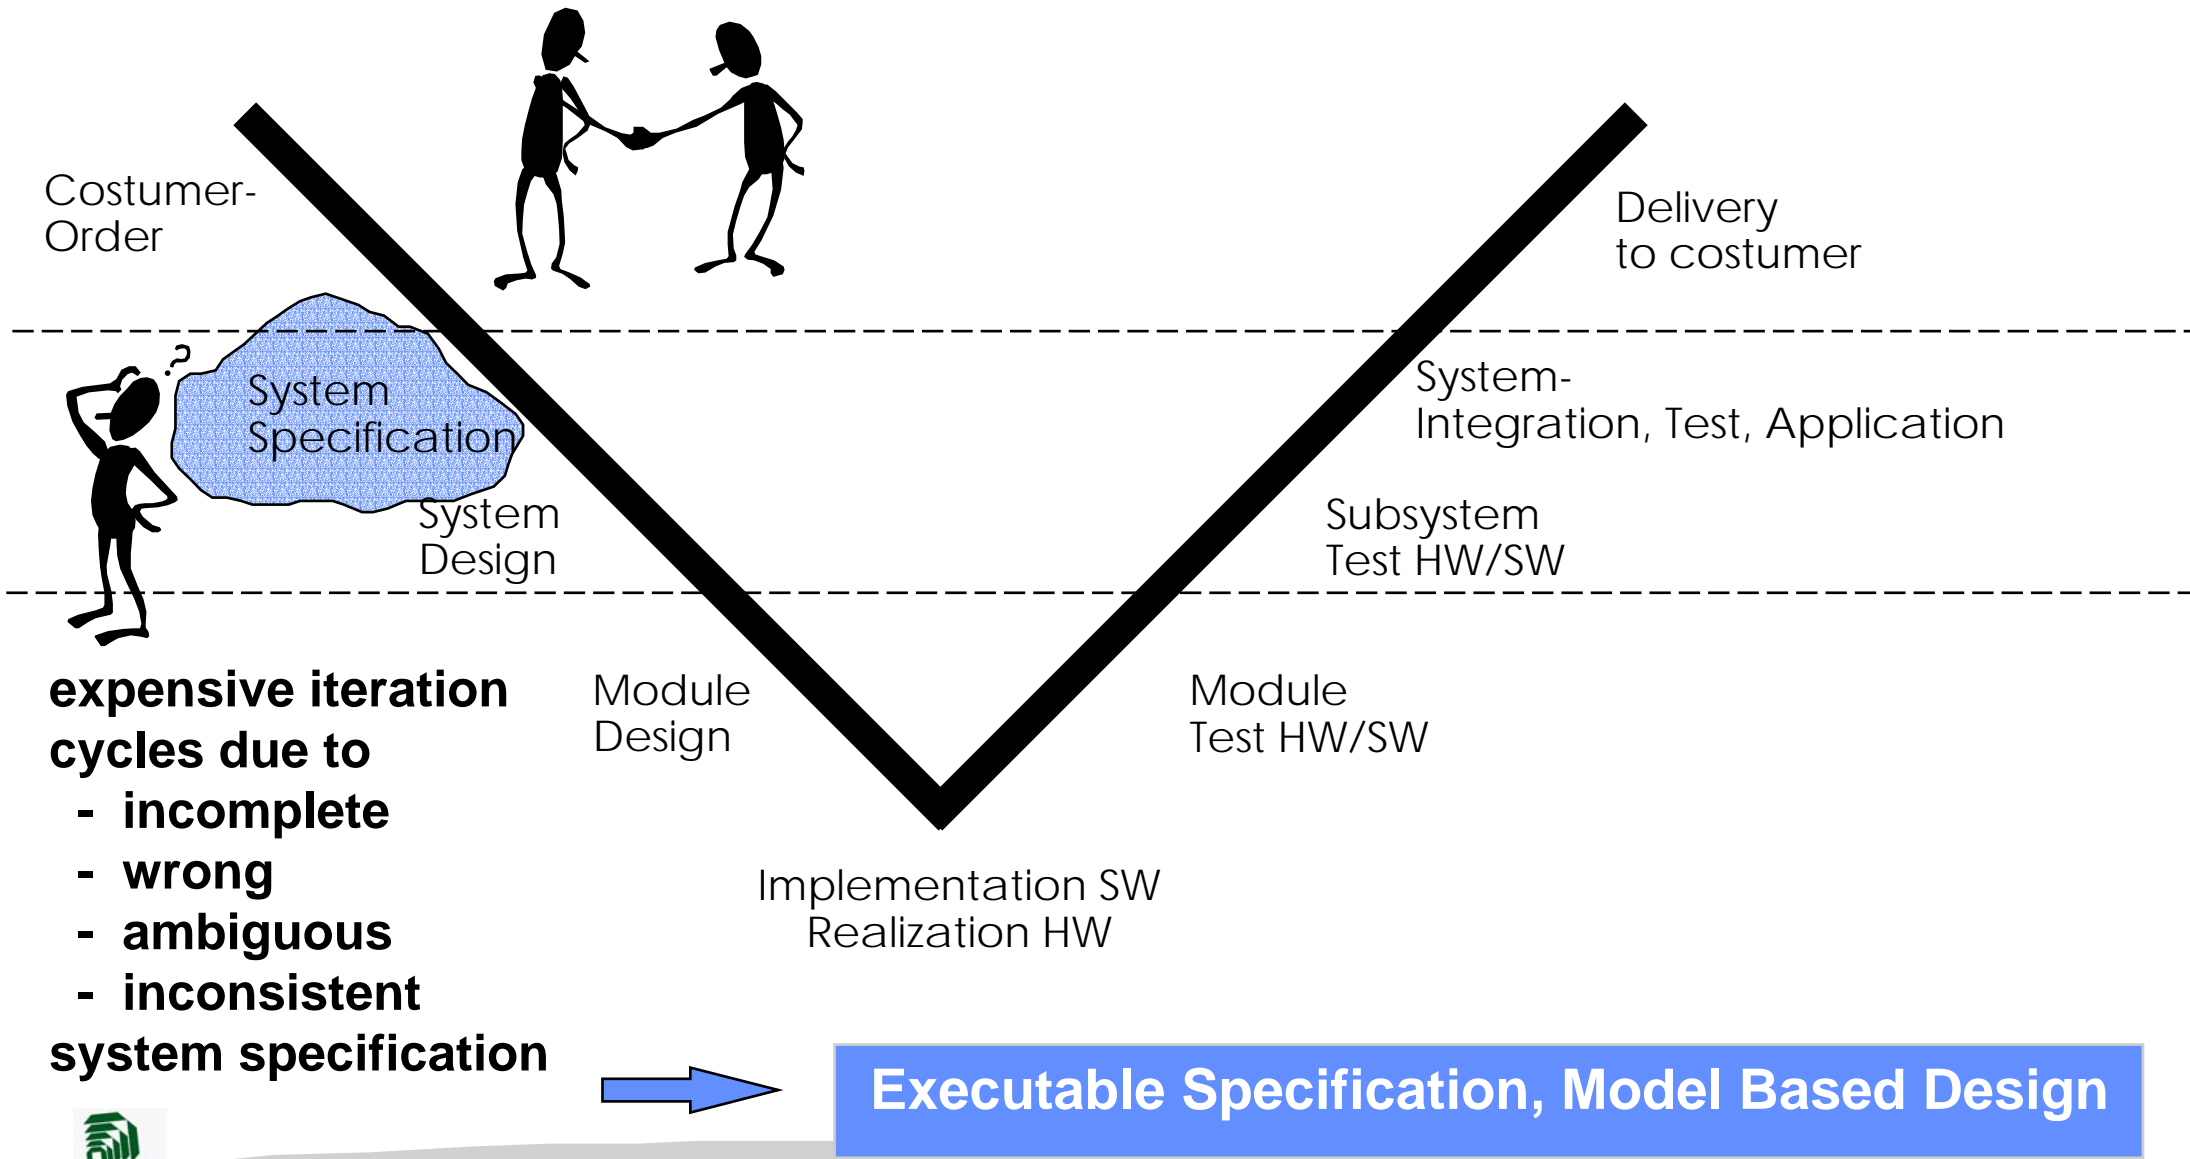 Costumer-
Order
Delivery
to costumer
?
System
Specification
System-
Integration, Test, Application
System
Design
Subsystem
Test HW/SW
expensive iteration
cycles due to
- incomplete
- wrong
- ambiguous
- inconsistent
system specification
Module
Design
Module
Test HW/SW
Implementation SW
Realization HW
Executable Specification, Model Based Design